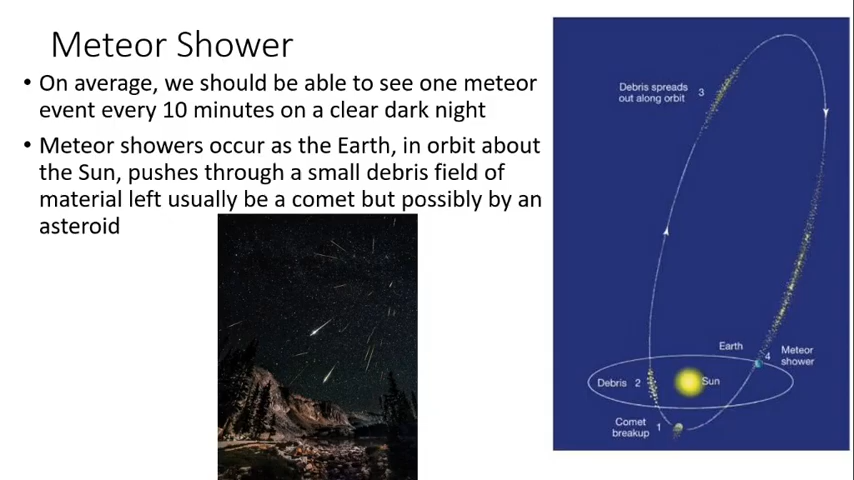 Meteor Shower
• On average, we should be able to see one meteor
event every 10 minutes on a clear dark night
• Meteor showers occur as the Earth, in orbit about
the Sun, pushes through a small debris field of
material left usually be a comet but possibly by an
asteroid
Debris spreads
out along orbit 3
Earth
4 Meteor
shower
Debris 2
Sun
Comet
breakup 1